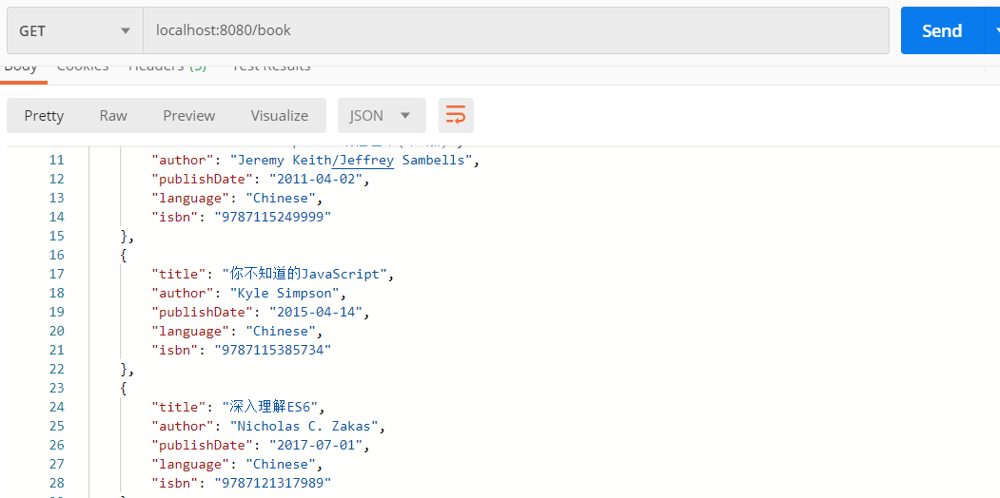 GET localhost:8080/book Send
Body Cookies Headers (5) Test Results
Pretty Raw Preview Visualize JSON
11 "author": "Jeremy Keith/Jeffrey Sambells",
12 "publishDate": "2011-04-02",
13 "language": "Chinese",
14 "isbn": "9787115249999"
15 },
16 {
17 "title": "你不知道的JavaScript",
18 "author": "Kyle Simpson",
19 "publishDate": "2015-04-14",
20 "language": "Chinese",
21 "isbn": "9787115385734"
22 },
23 {
24 "title": "深入理解ES6",
25 "author": "Nicholas C. Zakas",
26 "publishDate": "2017-07-01",
27 "language": "Chinese",
28 "isbn": "9787121317989"